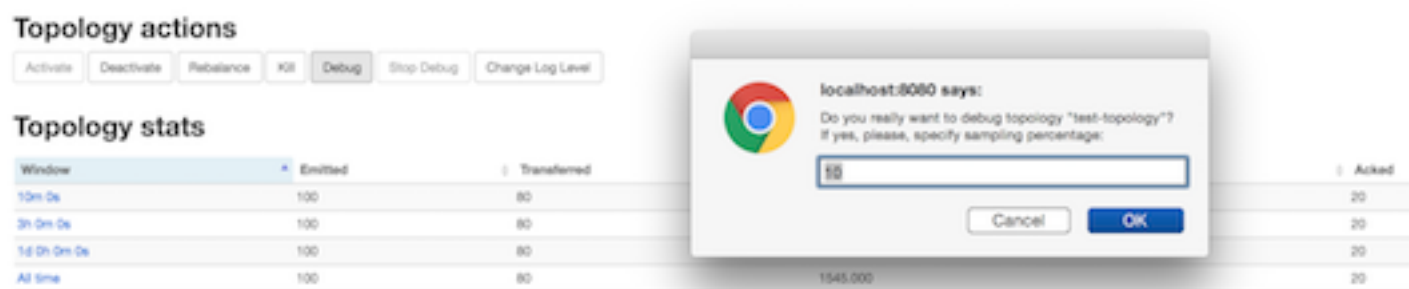 Topology actions
Activate Deactivate Rebalance Kill Debug Stop Debug Change Log Level
localhost:8080 says:
Do you really want to debug topology "test-topology"?
If yes, please, specify sampling percentage:
10
Cancel OK
Topology stats
Window Emitted Transferred Acked
10m 0s 100 80 20
3h 0m 0s 100 80 20
1d 0h 0m 0s 100 80 20
All time 100 80 1545.000 20